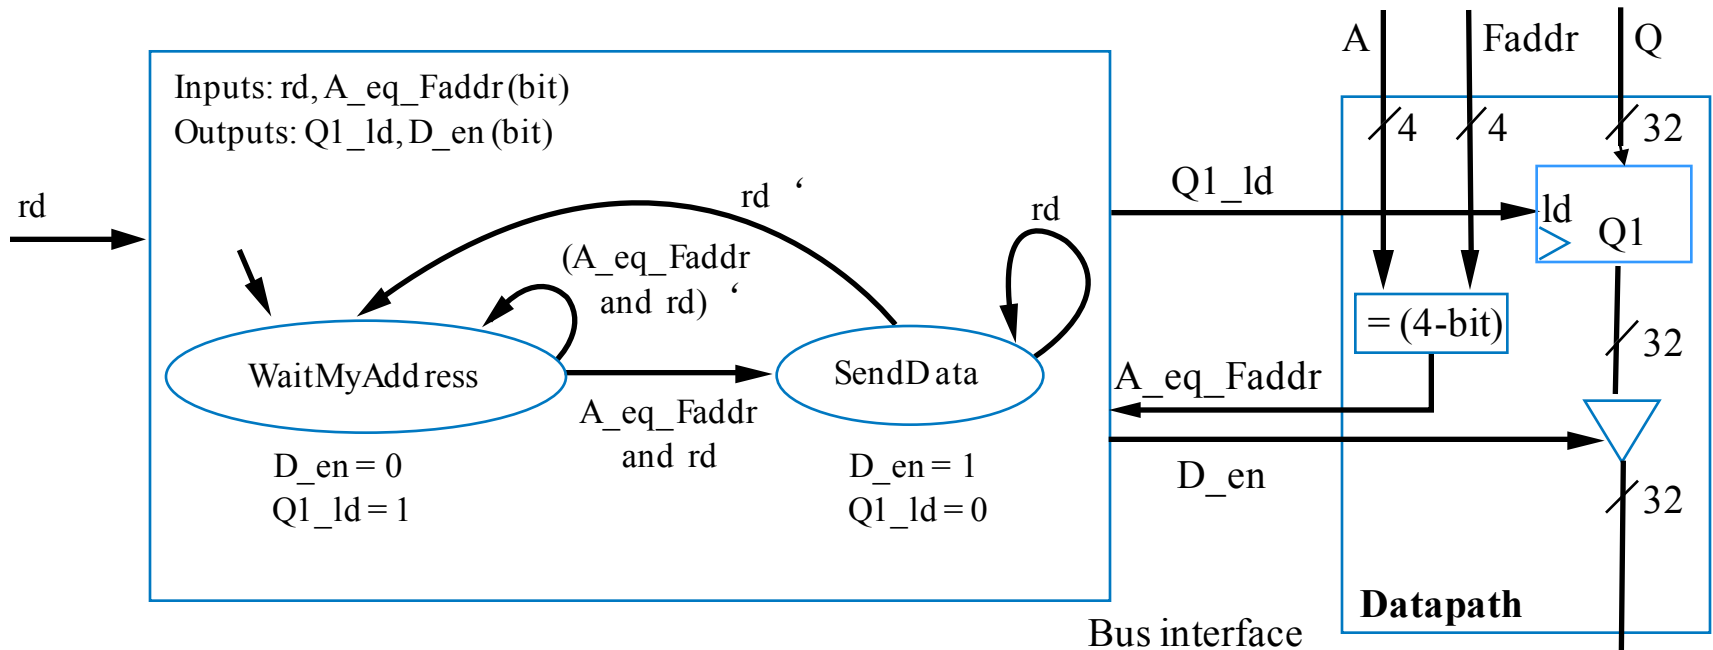 Inputs: rd, A_eq_Faddr (bit)
Outputs: Q1_ld, D_en (bit)
rd
rd ‘
(A_eq_Faddr
and rd) ‘
rd
WaitMyAddress
SendData
A_eq_Faddr
and rd
D_en = 0
Q1_ld = 1
D_en = 1
Q1_ld = 0
A
Faddr
Q
4
4
32
Q1_ld
ld
Q1
= (4-bit)
32
A_eq_Faddr
D_en
32
Datapath
Bus interface